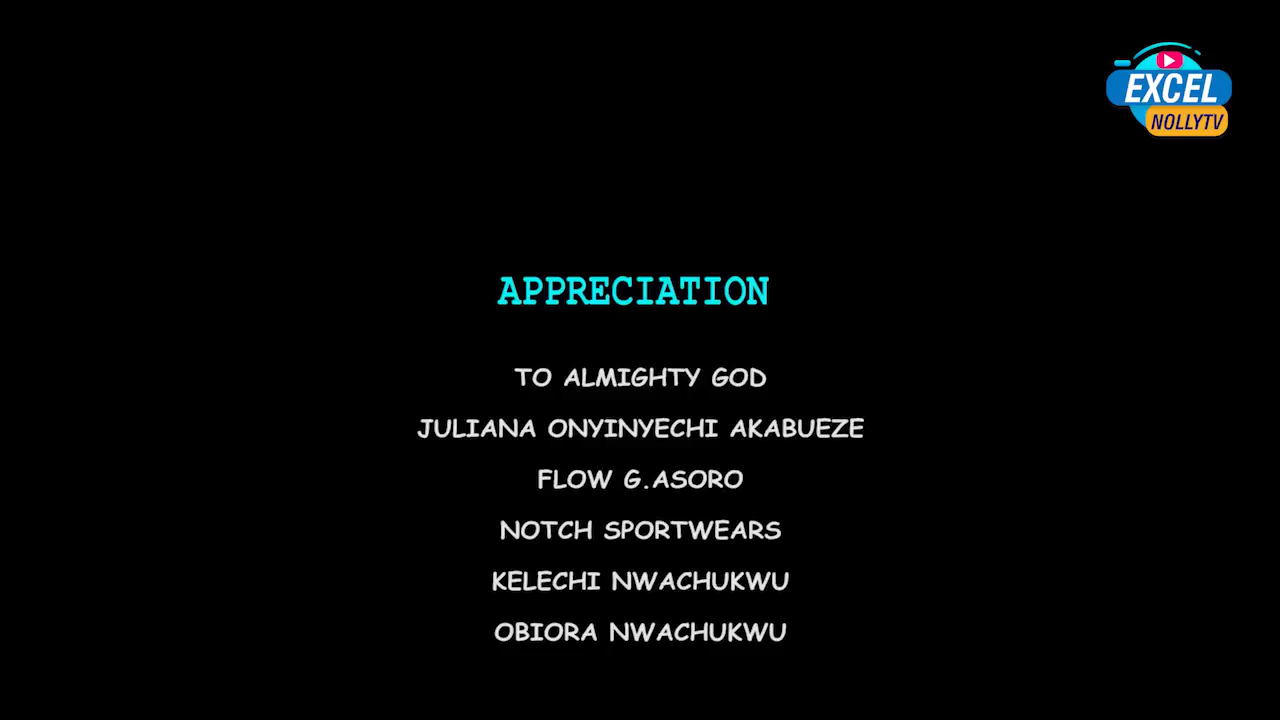 EXCEL
NOLLYTV
APPRECIATION
TO ALMIGHTY GOD
JULIANA ONYINYECHI AKABUEZE
FLOW G.ASORO
NOTCH SPORTWEARS
KELECHI NWACHUKWU
OBIORA NWACHUKWU